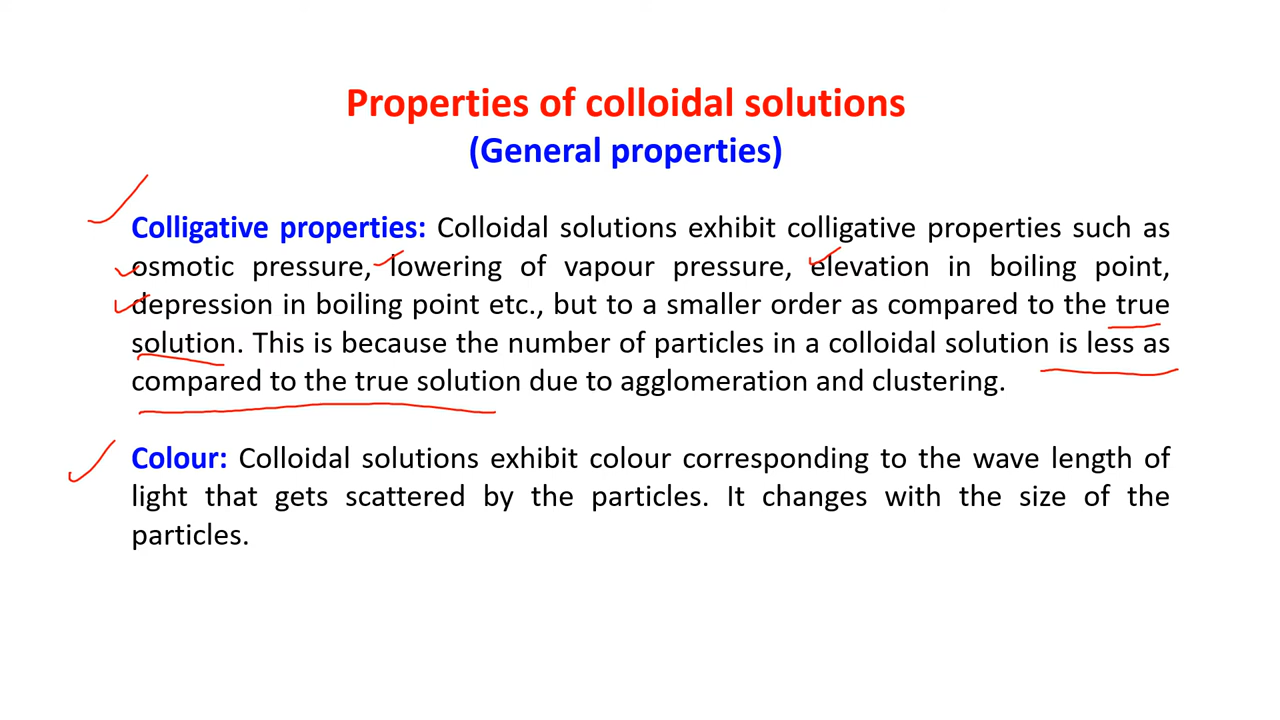 Properties of colloidal solutions
(General properties)
Colligative properties: Colloidal solutions exhibit colligative properties such as
osmotic pressure, lowering of vapour pressure, elevation in boiling point,
depression in boiling point etc., but to a smaller order as compared to the true
solution. This is because the number of particles in a colloidal solution is less as
compared to the true solution due to agglomeration and clustering.
Colour: Colloidal solutions exhibit colour corresponding to the wave length of
light that gets scattered by the particles. It changes with the size of the
particles.